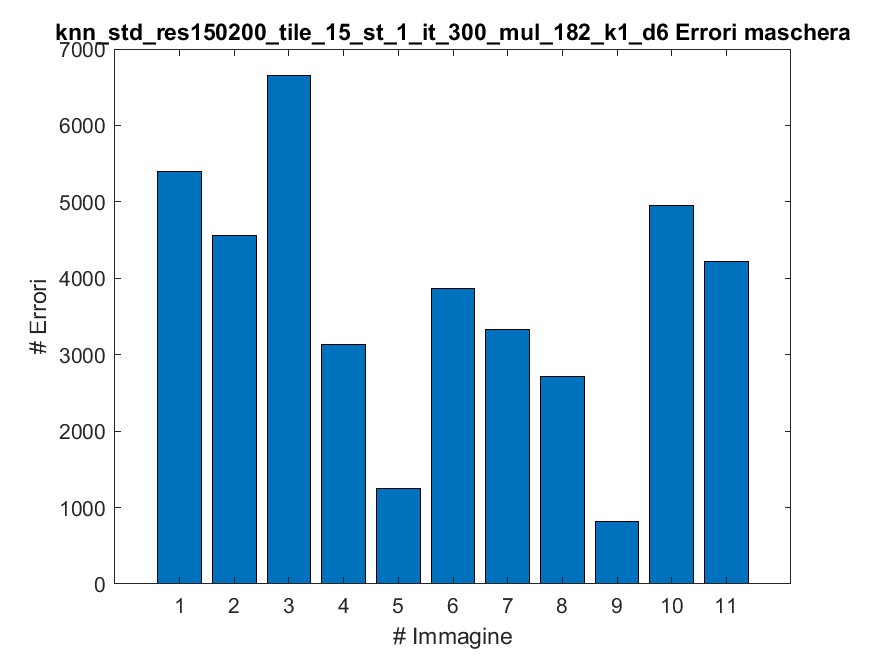 knn_std_res150200_tile_15_st_1_it_300_mul_182_k1_d6 Errori maschera
7000
6000
5000
4000
3000
2000
1000
0
# Errori
1 2 3 4 5 6 7 8 9 10 11
# Immagine